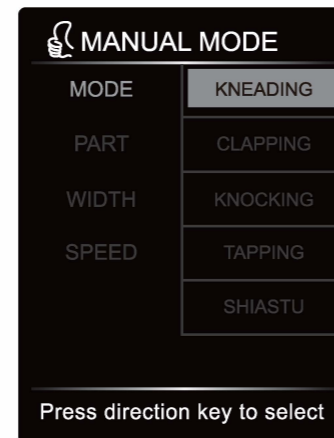 MANUAL MODE
MODE KNEADING
PART CLAPPING
WIDTH KNOCKING
SPEED TAPPING
SHIASTU
Press direction key to select